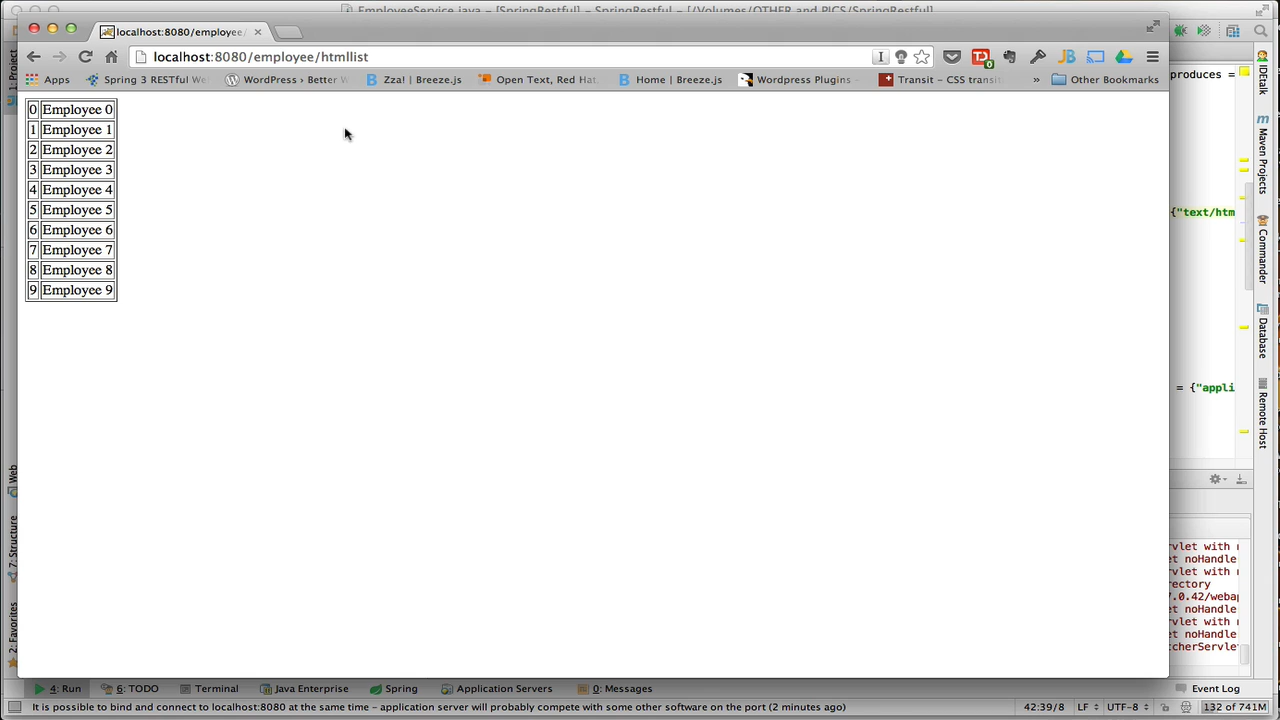 EmployeeService.java – [SpringRestful] – SpringRestful – [/Volumes/OTHER and PICS/SpringRestful]
localhost:8080/employee/
localhost:8080/employee/htmllist
Apps Spring 3 RESTful We WordPress › Better W Zza! | Breeze.js Open Text, Red Hat, Home | Breeze.js Wordpress Plugins Transit - CSS transit » Other Bookmarks
0 Employee 0
1 Employee 1
2 Employee 2
3 Employee 3
4 Employee 4
5 Employee 5
6 Employee 6
7 Employee 7
8 Employee 8
9 Employee 9
1: Project
Web
7: Structure
2: Favorites
produces =
{"text/htm
= {"appli
rvlet with n
et noHandle
rvlet with n
rectory
7.0.42/webap
et noHandle
rvlet with n
et noHandle
tcherServle
JDEtalk
Maven Projects
Commander
Database
Remote Host
4: Run 6: TODO Terminal Java Enterprise Spring Application Servers 0: Messages Event Log
It is possible to bind and connect to localhost:8080 at the same time – application server will probably compete with some other software on the port (2 minutes ago) 42:39/8 LF UTF-8 132 of 741M